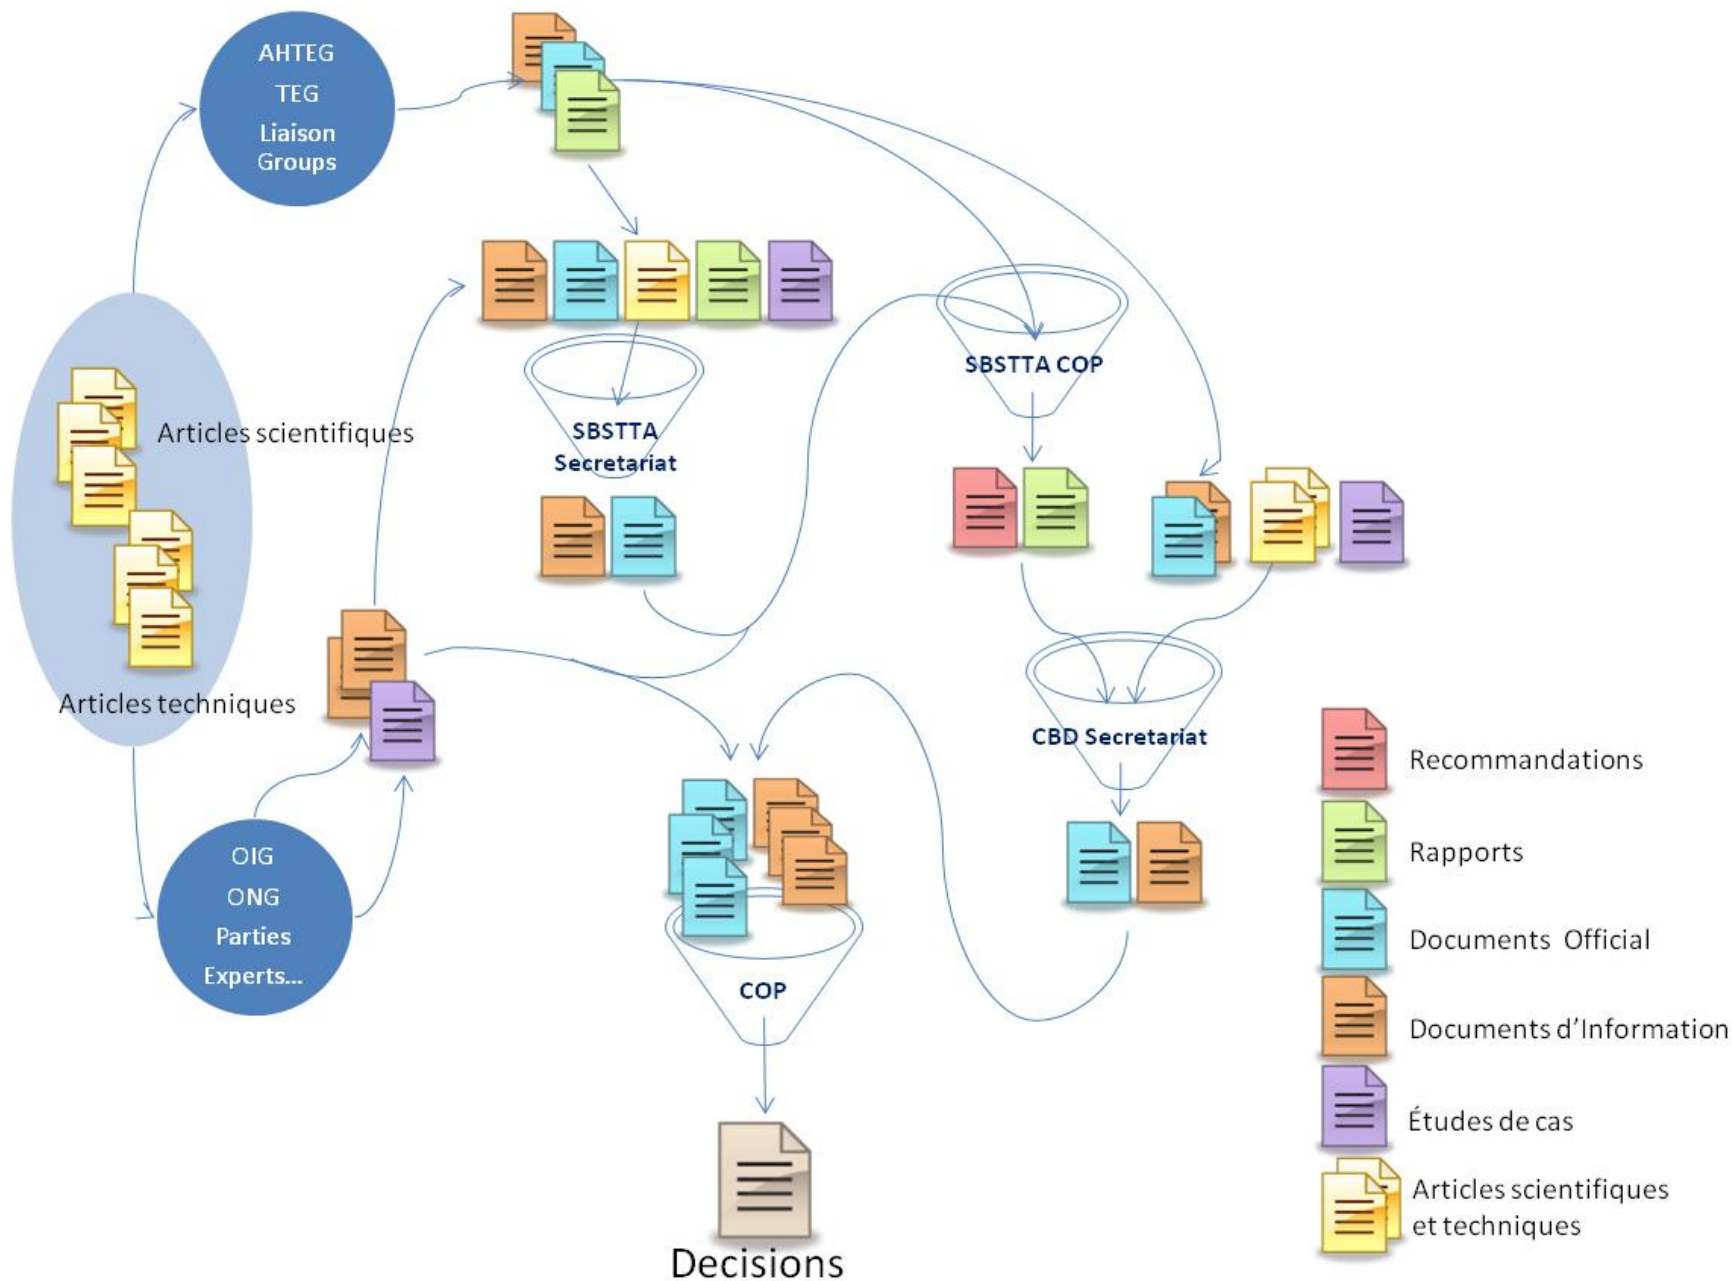 AHTEG
TEG
Liaison
Groups
SBSTTA COP
Articles scientifiques
SBSTTA
Secretariat
Articles techniques
CBD Secretariat
OIG
ONG
Parties
Experts...
COP
Decisions
Recommandations
Rapports
Documents Official
Documents d'Information
Études de cas
Articles scientifiques
et techniques